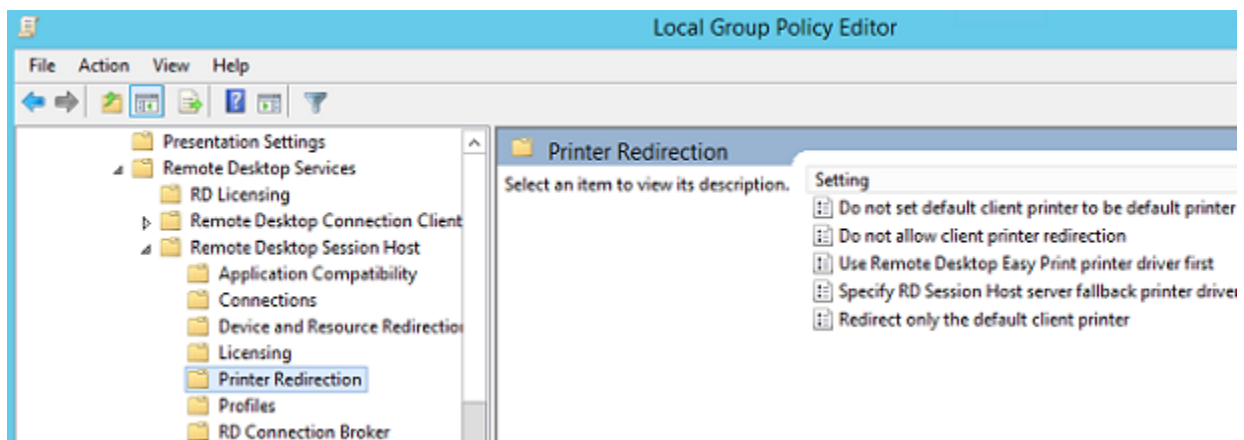 Local Group Policy Editor
File Action View Help
Presentation Settings
Remote Desktop Services
RD Licensing
Remote Desktop Connection Client
Remote Desktop Session Host
Application Compatibility
Connections
Device and Resource Redirection
Licensing
Printer Redirection
Profiles
RD Connection Broker
Printer Redirection
Select an item to view its description.
Setting
Do not set default client printer to be default printer
Do not allow client printer redirection
Use Remote Desktop Easy Print printer driver first
Specify RD Session Host server fallback printer driver
Redirect only the default client printer